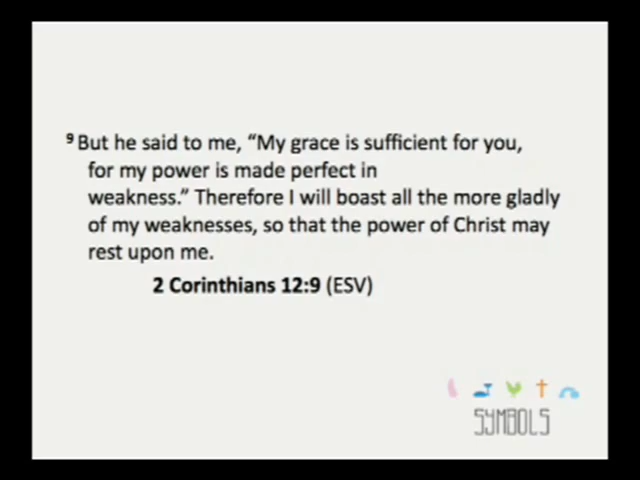 ⁹ But he said to me, “My grace is sufficient for you,
for my power is made perfect in
weakness.” Therefore I will boast all the more gladly
of my weaknesses, so that the power of Christ may
rest upon me.
2 Corinthians 12:9 (ESV)
SYMBOLS